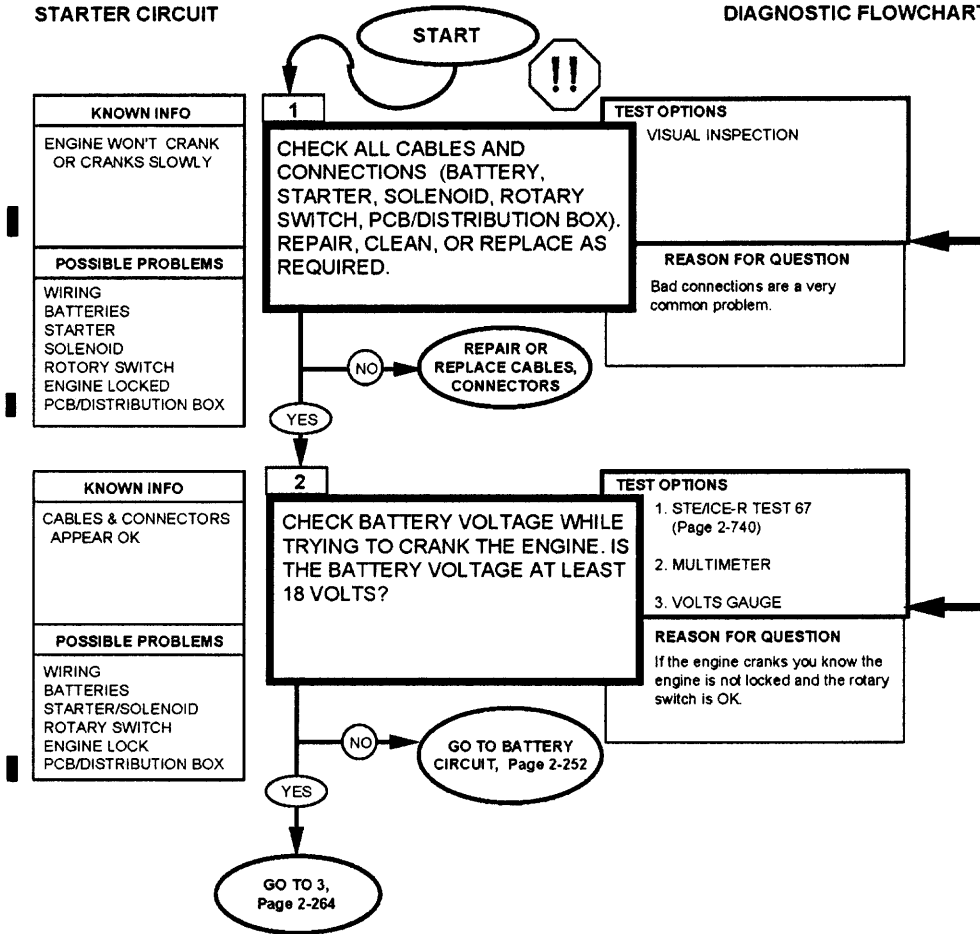 STARTER CIRCUIT
DIAGNOSTIC FLOWCHART
START
!!
KNOWN INFO
ENGINE WON'T CRANK
OR CRANKS SLOWLY
POSSIBLE PROBLEMS
WIRING
BATTERIES
STARTER
SOLENOID
ROTORY SWITCH
ENGINE LOCKED
PCB/DISTRIBUTION BOX
1
CHECK ALL CABLES AND
CONNECTIONS (BATTERY,
STARTER, SOLENOID, ROTARY
SWITCH, PCB/DISTRIBUTION BOX).
REPAIR, CLEAN, OR REPLACE AS
REQUIRED.
TEST OPTIONS
VISUAL INSPECTION
REASON FOR QUESTION
Bad connections are a very
common problem.
NO
REPAIR OR
REPLACE CABLES,
CONNECTORS
YES
KNOWN INFO
CABLES & CONNECTORS
APPEAR OK
POSSIBLE PROBLEMS
WIRING
BATTERIES
STARTER/SOLENOID
ROTARY SWITCH
ENGINE LOCK
PCB/DISTRIBUTION BOX
2
CHECK BATTERY VOLTAGE WHILE
TRYING TO CRANK THE ENGINE. IS
THE BATTERY VOLTAGE AT LEAST
18 VOLTS?
TEST OPTIONS
1. STE/ICE-R TEST 67
(Page 2-740)
2. MULTIMETER
3. VOLTS GAUGE
REASON FOR QUESTION
If the engine cranks you know the
engine is not locked and the rotary
switch is OK.
NO
GO TO BATTERY
CIRCUIT, Page 2-252
YES
GO TO 3,
Page 2-264